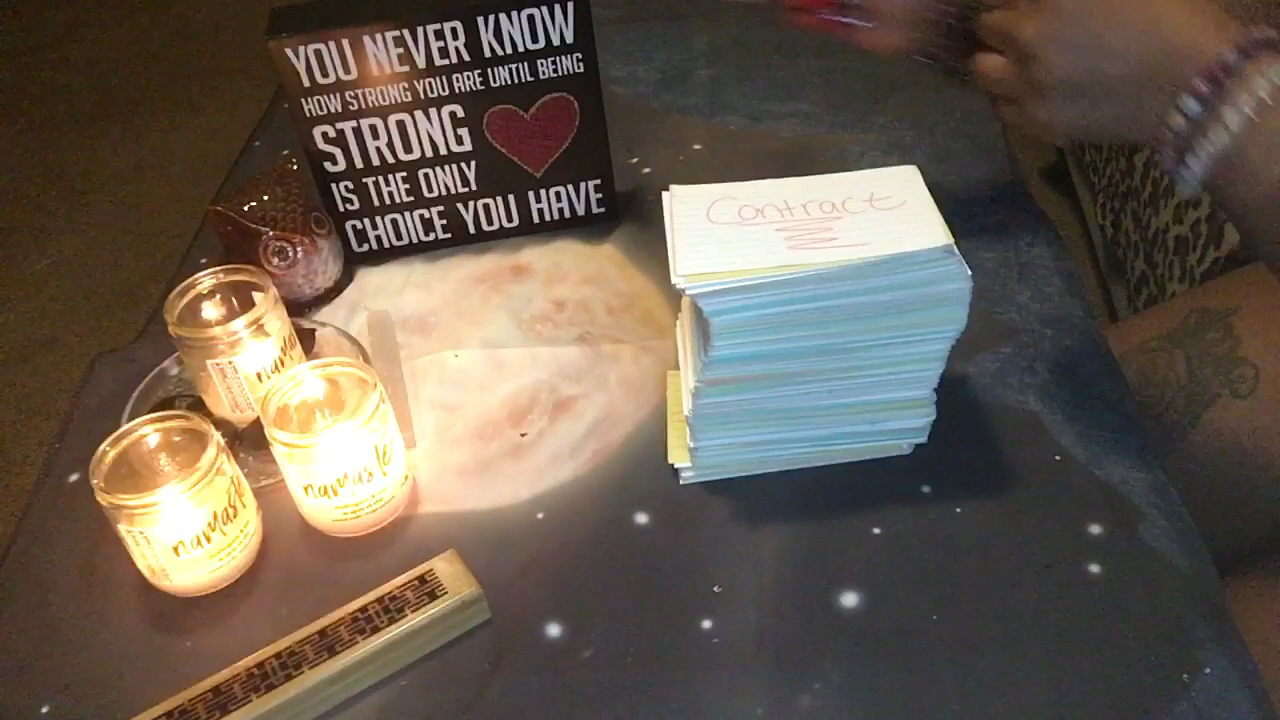 YOU NEVER KNOW
HOW STRONG YOU ARE UNTIL BEING
STRONG
IS THE ONLY
CHOICE YOU HAVE
Contract
namas
namaste
namaste